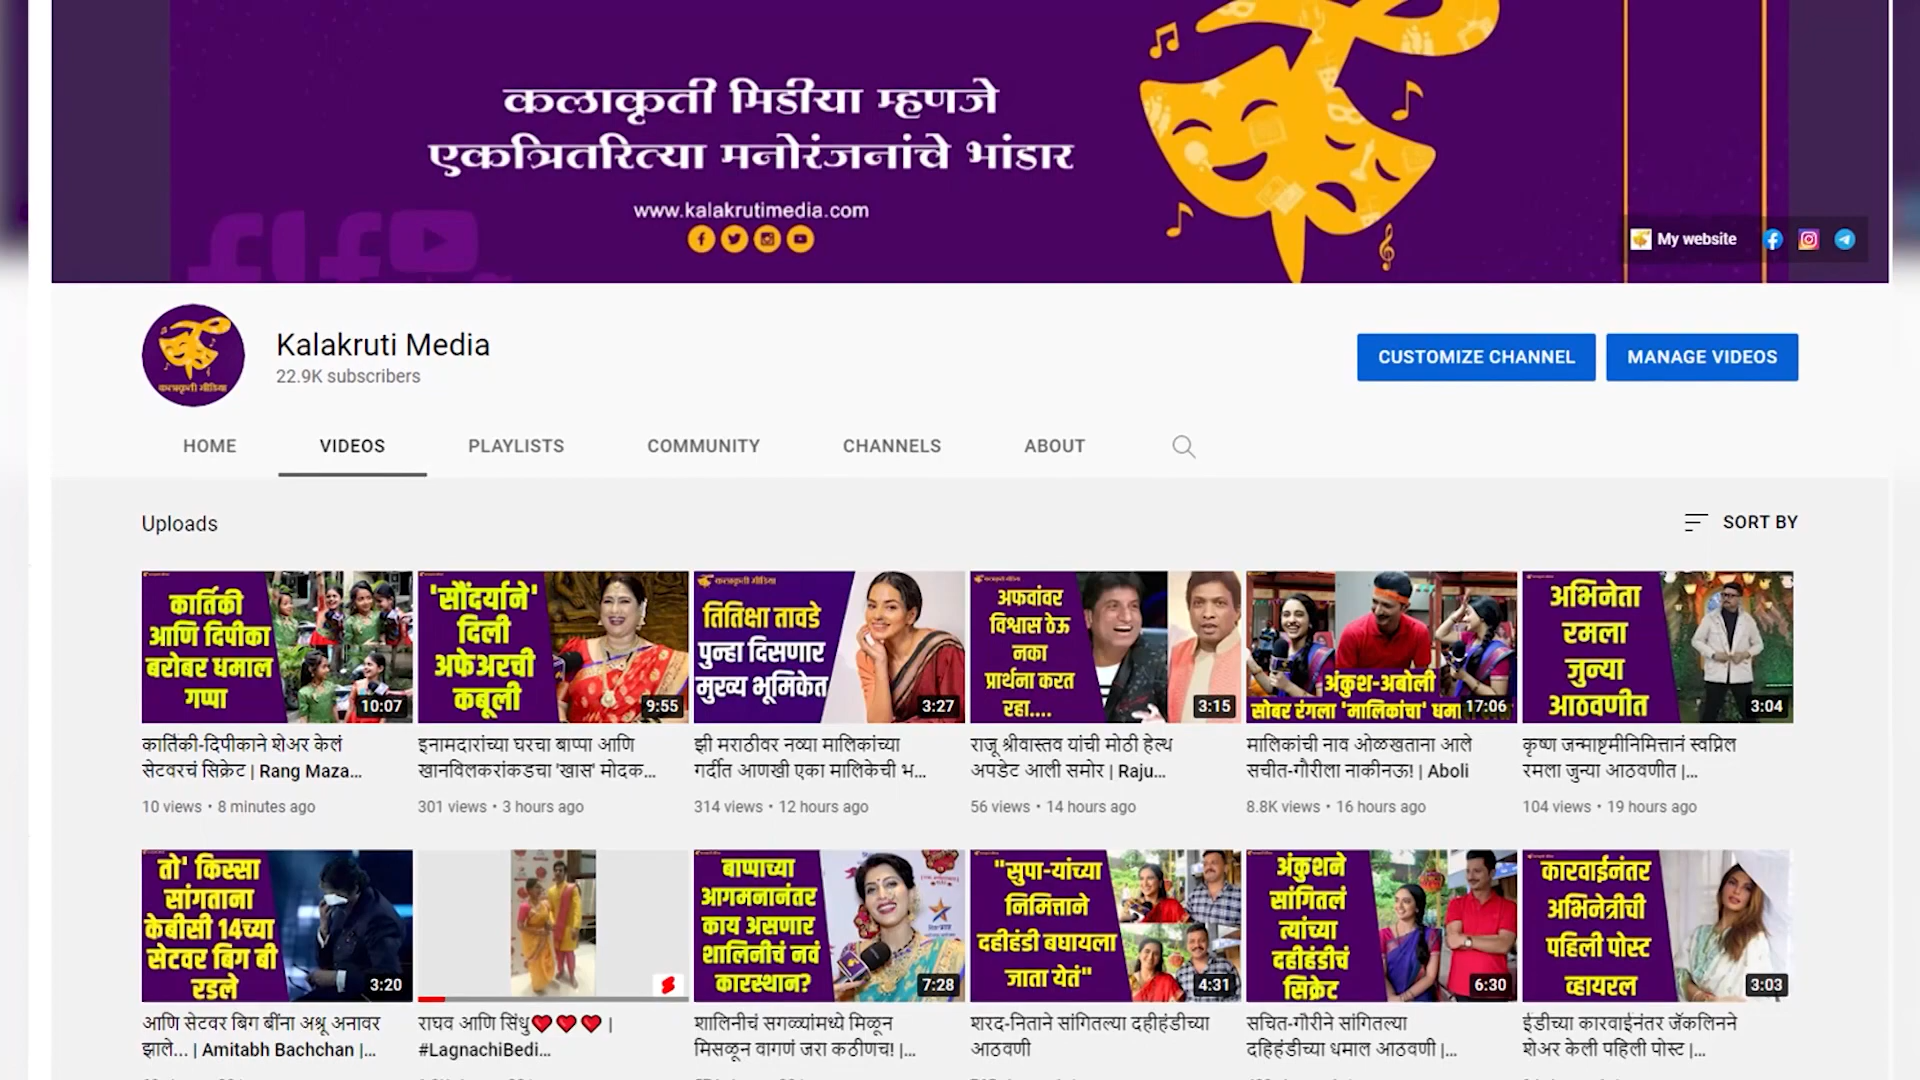 कलाकृती मिडीया म्हणजे
एकत्रितरित्या मनोरंजनांचे भांडार
www.kalakrutimedia.com
My website
कलाकृती मीडिया
Kalakruti Media
22.9K subscribers
CUSTOMIZE CHANNEL
MANAGE VIDEOS
HOME
VIDEOS
PLAYLISTS
COMMUNITY
CHANNELS
ABOUT
Uploads
SORT BY
कार्तिकी
आणि दिपीका
बरोबर धमाल
गप्पा
10:07
कार्तिकी-दिपीकाने शेअर केलं
सेटवरचं सिक्रेट | Rang Maza...
10 views • 8 minutes ago
'सौंदर्याने'
दिली
अफेअरची
कबूली
9:55
इनामदारांच्या घरचा बाप्पा आणि
खानविलकरांकडचा 'खास' मोदक...
301 views • 3 hours ago
कलाकृती मीडिया
तितिक्षा तावडे
पुन्हा दिसणार
मुख्य भूमिकेत
3:27
झी मराठीवर नव्या मालिकांच्या
गर्दीत आणखी एका मालिकेची भ...
314 views • 12 hours ago
कलाकृती मीडिया
अफवांवर
विश्वास ठेऊ
नका
प्रार्थना करत
रहा....
3:15
राजू श्रीवास्तव यांची मोठी हेल्थ
अपडेट आली समोर | Raju...
56 views • 14 hours ago
अंकुश-अबोली
सोबर रंगला 'मालिकांचा' धमा
17:06
मालिकांची नाव ओळखताना आले
सचीत-गौरीला नाकीनऊ! | Aboli
8.8K views • 16 hours ago
अभिनेता
रमला
जुन्या
आठवणीत
3:04
कृष्ण जन्माष्टमीनिमित्तानं स्वप्निल
रमला जुन्या आठवणीत |...
104 views • 19 hours ago
तो' किस्सा
सांगताना
केबीसी 14च्या
सेटवर बिग बी
रडले
3:20
आणि सेटवर बिग बींना अश्रू अनावर
झाले... | Amitabh Bachchan |...
राघव आणि सिंधु❤❤❤ |
#LagnachiBedi...
बाप्पाच्या
आगमनानंतर
काय असणार
शालिनीचं नवं
कारस्थान?
7:28
शालिनीचं सगळ्यांमध्ये मिळून
मिसळून वागणं जरा कठीणच! |...
"सुपा-यांच्या
निमित्ताने
दहीहंडी बघायला
जाता येतं"
4:31
शरद-निताने सांगितल्या दहीहंडीच्या
आठवणी
अंकुशने
सांगितलं
त्यांच्या
दहीहंडीचं
सिक्रेट
6:30
सचित-गौरीने सांगितल्या
दहिहंडीच्या धमाल आठवणी |...
कारवाईनंतर
अभिनेत्रीची
पहिली पोस्ट
व्हायरल
3:03
ईडीच्या कारवाईनंतर जॅकलिनने
शेअर केली पहिली पोस्ट |...